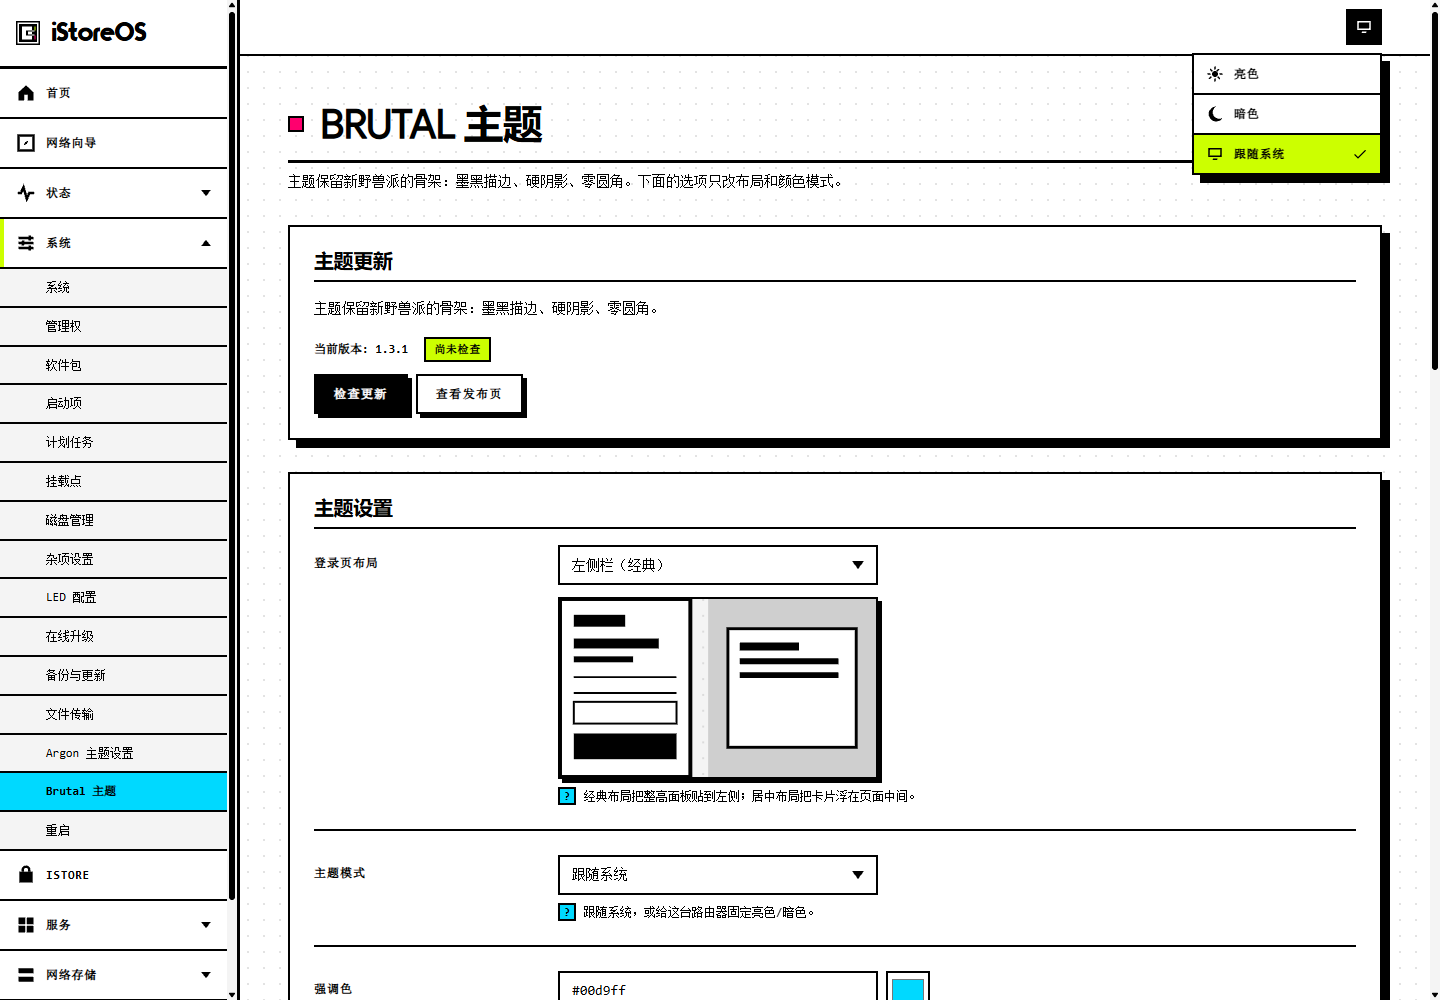 iStoreOS
首页
网络向导
状态
系统
系统
管理权
软件包
启动项
计划任务
挂载点
磁盘管理
杂项设置
LED 配置
在线升级
备份与更新
文件传输
Argon 主题设置
Brutal 主题
重启
ISTORE
服务
网络存储
亮色
暗色
跟随系统
BRUTAL 主题
主题保留新野兽派的骨架：墨黑描边、硬阴影、零圆角。下面的选项只改布局和颜色模式。
主题更新
主题保留新野兽派的骨架：墨黑描边、硬阴影、零圆角。
当前版本: 1.3.1 尚未检查
检查更新 查看发布页
主题设置
登录页布局 左侧栏（经典）
? 经典布局把整高面板贴到左侧；居中布局把卡片浮在页面中间。
主题模式 跟随系统
? 跟随系统，或给这台路由器固定亮色/暗色。
强调色 #00d9ff